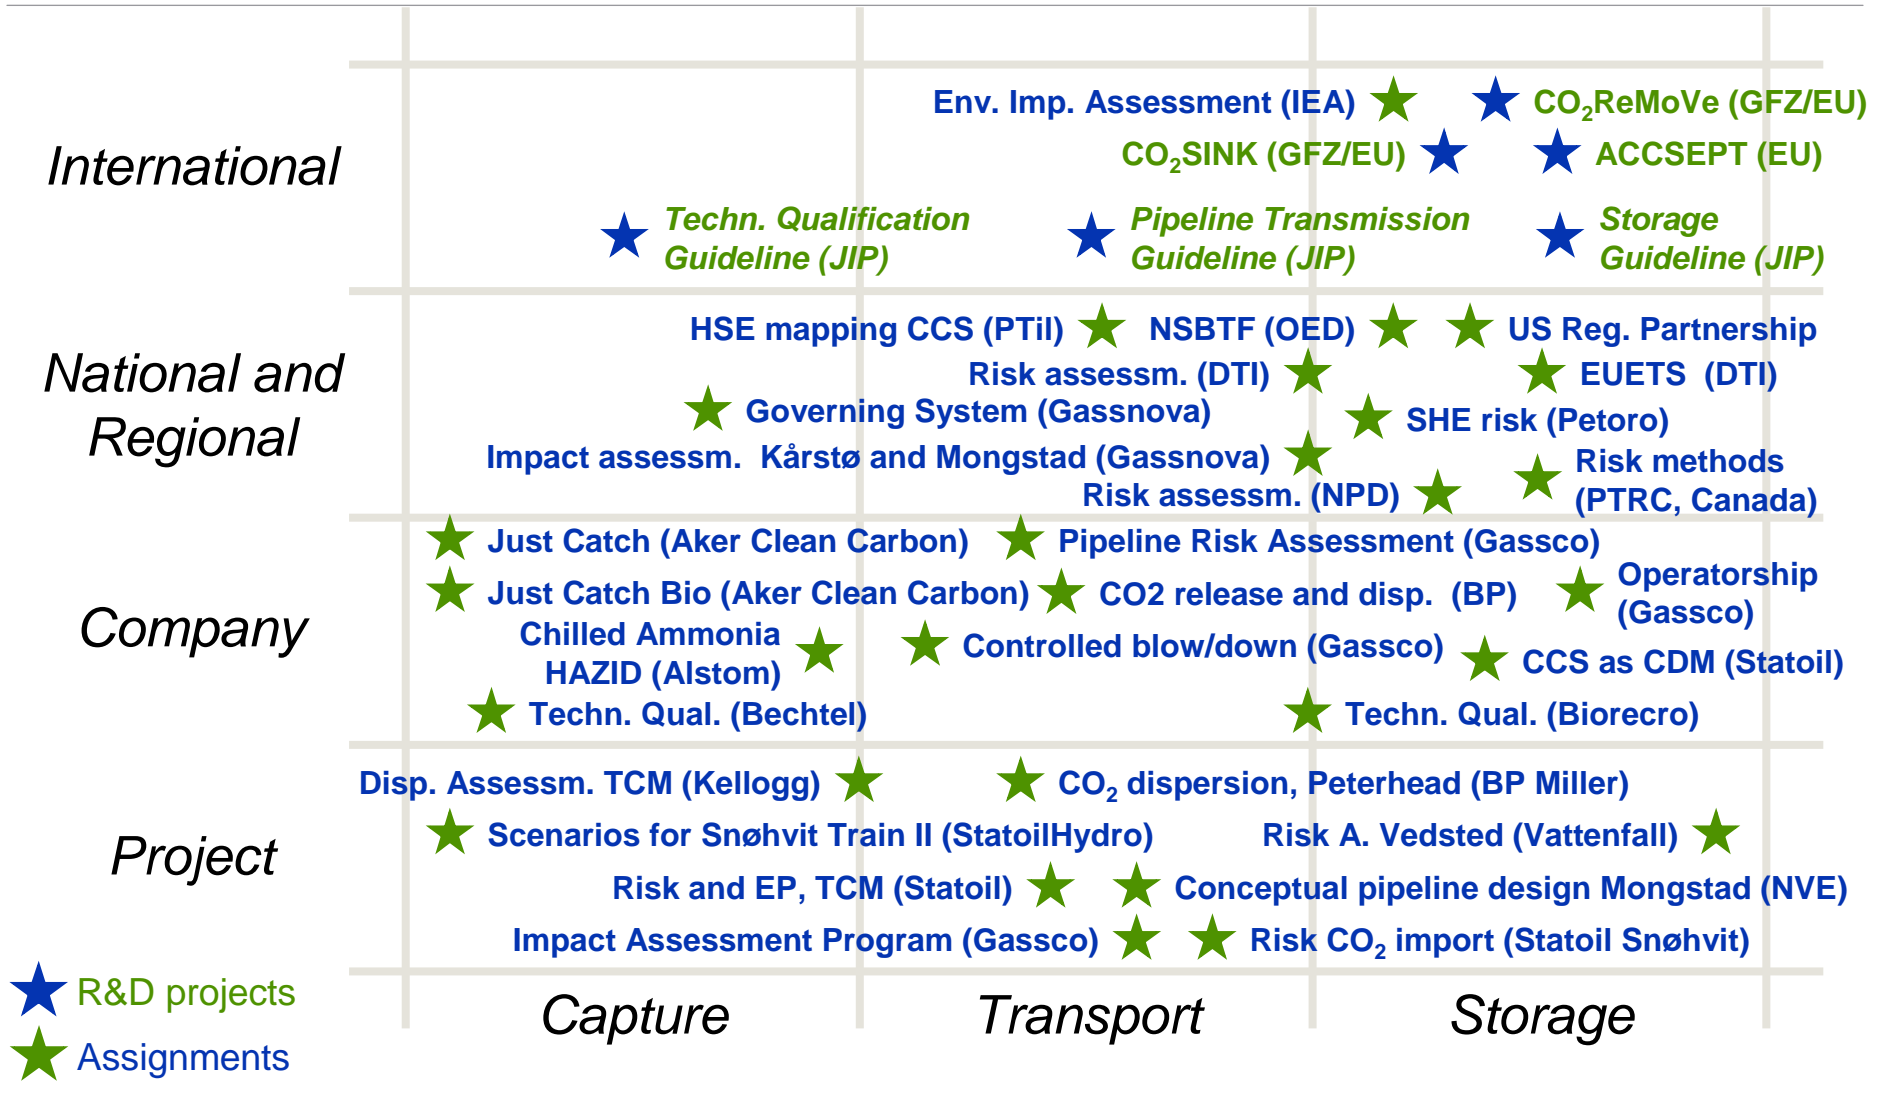 International
Env. Imp. Assessment (IEA)
CO2ReMoVe (GFZ/EU)
CO2SINK (GFZ/EU)
ACCSEPT (EU)
Techn. Qualification
Guideline (JIP)
Pipeline Transmission
Guideline (JIP)
Storage
Guideline (JIP)
National and
Regional
HSE mapping CCS (PTil)
NSBTF (OED)
US Reg. Partnership
Risk assessm. (DTI)
EUETS (DTI)
Governing System (Gassnova)
SHE risk (Petoro)
Impact assessm. Kårstø and Mongstad (Gassnova)
Risk methods
(PTRC, Canada)
Risk assessm. (NPD)
Company
Just Catch (Aker Clean Carbon)
Pipeline Risk Assessment (Gassco)
Just Catch Bio (Aker Clean Carbon)
CO2 release and disp. (BP)
Operatorship
(Gassco)
Chilled Ammonia
HAZID (Alstom)
Controlled blow/down (Gassco)
CCS as CDM (Statoil)
Techn. Qual. (Bechtel)
Techn. Qual. (Biorecro)
Project
Disp. Assessm. TCM (Kellogg)
CO2 dispersion, Peterhead (BP Miller)
Scenarios for Snøhvit Train II (StatoilHydro)
Risk A. Vedsted (Vattenfall)
Risk and EP, TCM (Statoil)
Conceptual pipeline design Mongstad (NVE)
Impact Assessment Program (Gassco)
Risk CO2 import (Statoil Snøhvit)
R&D projects
Assignments
Capture
Transport
Storage